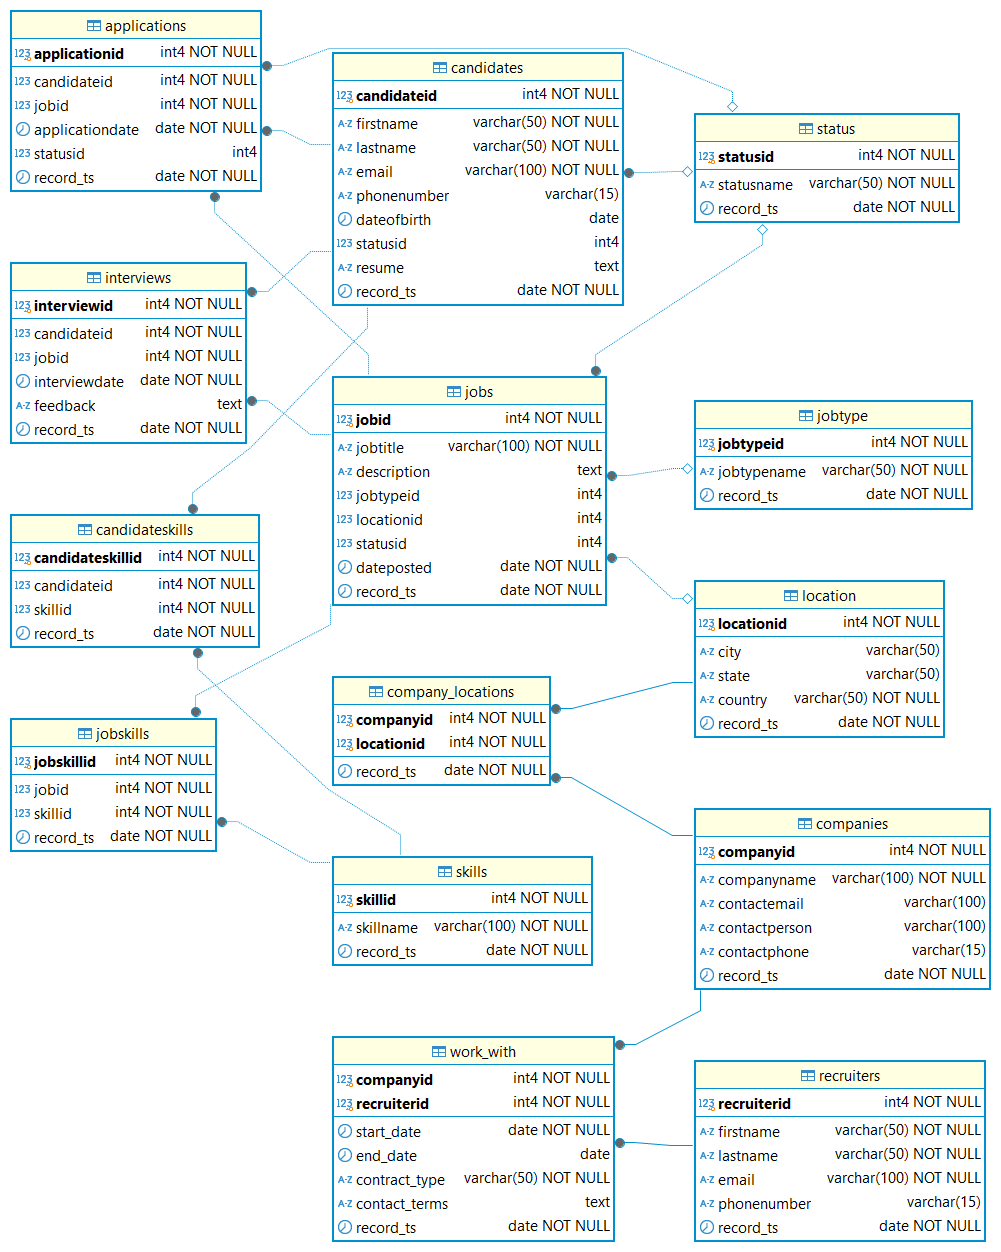 applications
123 applicationid int4 NOT NULL
123 candidateid int4 NOT NULL
123 jobid int4 NOT NULL
applicationdate date NOT NULL
123 statusid int4
record_ts date NOT NULL
candidates
123 candidateid int4 NOT NULL
A-Z firstname varchar(50) NOT NULL
A-Z lastname varchar(50) NOT NULL
A-Z email varchar(100) NOT NULL
A-Z phonenumber varchar(15)
dateofbirth date
123 statusid int4
A-Z resume text
record_ts date NOT NULL
status
123 statusid int4 NOT NULL
A-Z statusname varchar(50) NOT NULL
record_ts date NOT NULL
interviews
123 interviewid int4 NOT NULL
123 candidateid int4 NOT NULL
123 jobid int4 NOT NULL
interviewdate date NOT NULL
A-Z feedback text
record_ts date NOT NULL
jobs
123 jobid int4 NOT NULL
A-Z jobtitle varchar(100) NOT NULL
A-Z description text
123 jobtypeid int4
123 locationid int4
123 statusid int4
dateposted date NOT NULL
record_ts date NOT NULL
jobtype
123 jobtypeid int4 NOT NULL
A-Z jobtypename varchar(50) NOT NULL
record_ts date NOT NULL
candidateskills
123 candidateskillid int4 NOT NULL
123 candidateid int4 NOT NULL
123 skillid int4 NOT NULL
record_ts date NOT NULL
location
123 locationid int4 NOT NULL
A-Z city varchar(50)
A-Z state varchar(50)
A-Z country varchar(50) NOT NULL
record_ts date NOT NULL
company_locations
123 companyid int4 NOT NULL
123 locationid int4 NOT NULL
record_ts date NOT NULL
jobskills
123 jobskillid int4 NOT NULL
123 jobid int4 NOT NULL
123 skillid int4 NOT NULL
record_ts date NOT NULL
companies
123 companyid int4 NOT NULL
A-Z companyname varchar(100) NOT NULL
A-Z contactemail varchar(100)
A-Z contactperson varchar(100)
A-Z contactphone varchar(15)
record_ts date NOT NULL
skills
123 skillid int4 NOT NULL
A-Z skillname varchar(100) NOT NULL
record_ts date NOT NULL
work_with
123 companyid int4 NOT NULL
123 recruiterid int4 NOT NULL
start_date date NOT NULL
end_date date
A-Z contract_type varchar(50) NOT NULL
A-Z contact_terms text
record_ts date NOT NULL
recruiters
123 recruiterid int4 NOT NULL
A-Z firstname varchar(50) NOT NULL
A-Z lastname varchar(50) NOT NULL
A-Z email varchar(100) NOT NULL
A-Z phonenumber varchar(15)
record_ts date NOT NULL